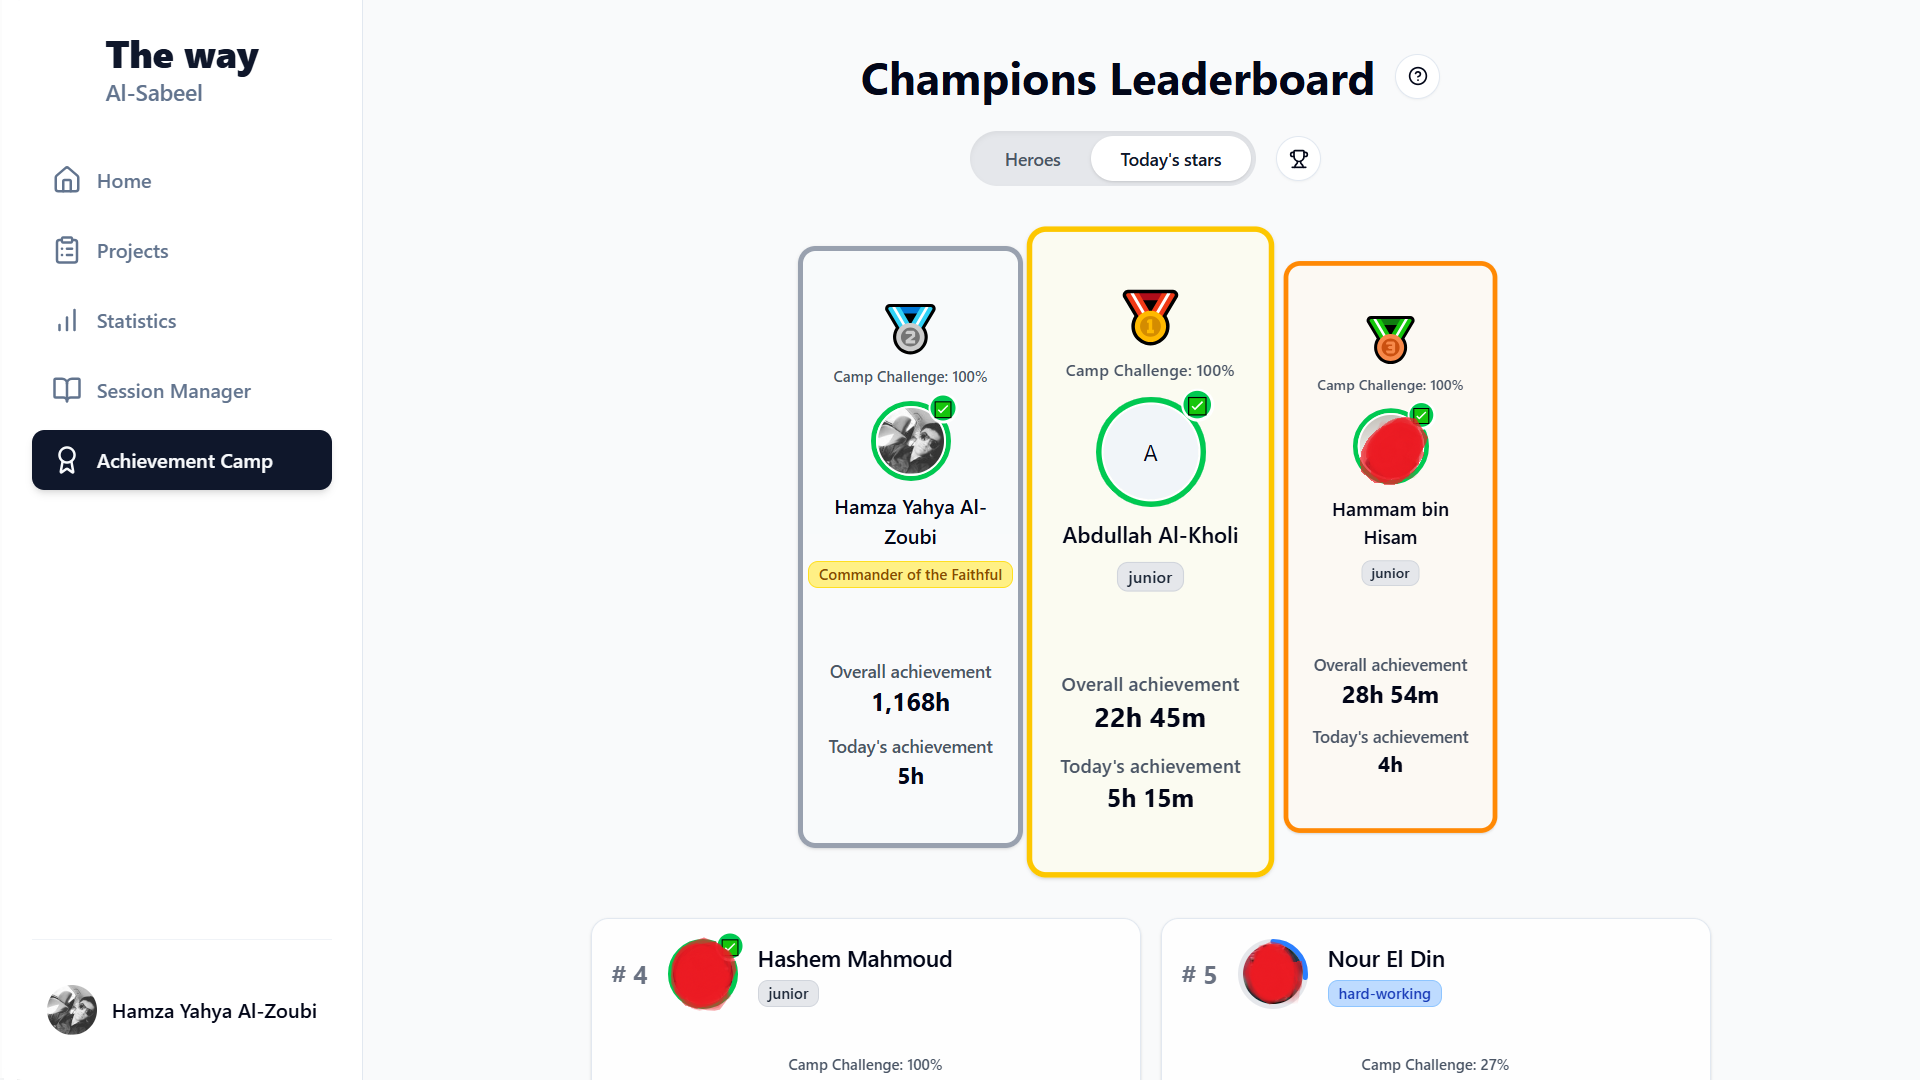 The way
Al-Sabeel
Home
Projects
Statistics
Session Manager
Achievement Camp
Hamza Yahya Al-Zoubi
Champions Leaderboard
Heroes
Today's stars
2
Camp Challenge: 100%
Hamza Yahya Al-
Zoubi
Commander of the Faithful
Overall achievement
1,168h
Today's achievement
5h
1
Camp Challenge: 100%
A
Abdullah Al-Kholi
junior
Overall achievement
22h 45m
Today's achievement
5h 15m
3
Camp Challenge: 100%
Hammam bin
Hisam
junior
Overall achievement
28h 54m
Today's achievement
4h
# 4
Hashem Mahmoud
junior
Camp Challenge: 100%
# 5
Nour El Din
hard-working
Camp Challenge: 27%